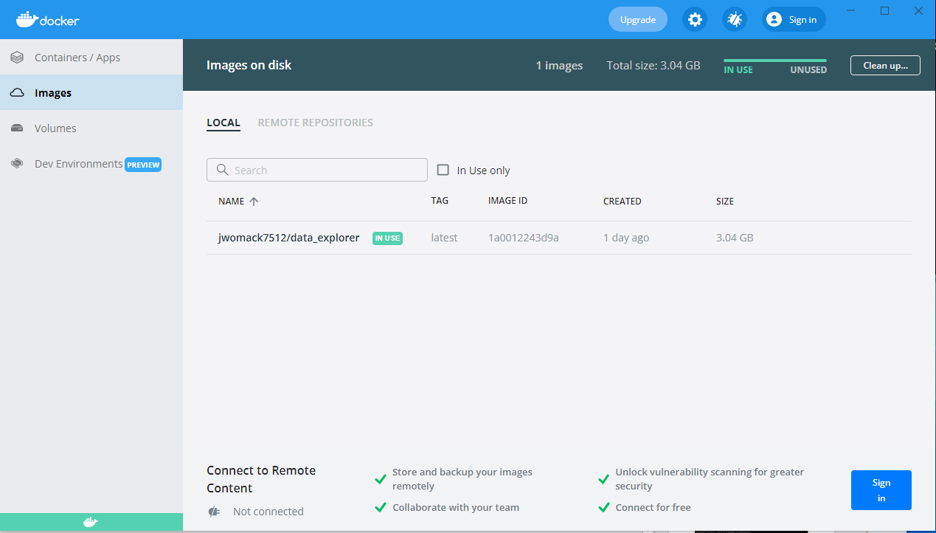 docker
Upgrade
Sign in
Containers / Apps
Images
Volumes
Dev Environments PREVIEW
Images on disk
1 images
Total size: 3.04 GB
IN USE
UNUSED
Clean up...
LOCAL
REMOTE REPOSITORIES
Search
In Use only
NAME
TAG
IMAGE ID
CREATED
SIZE
jwomack7512/data_explorer
IN USE
latest
1a0012243d9a
1 day ago
3.04 GB
Connect to Remote
Content
Not connected
Store and backup your images
remotely
Collaborate with your team
Unlock vulnerability scanning for greater
security
Connect for free
Sign
in